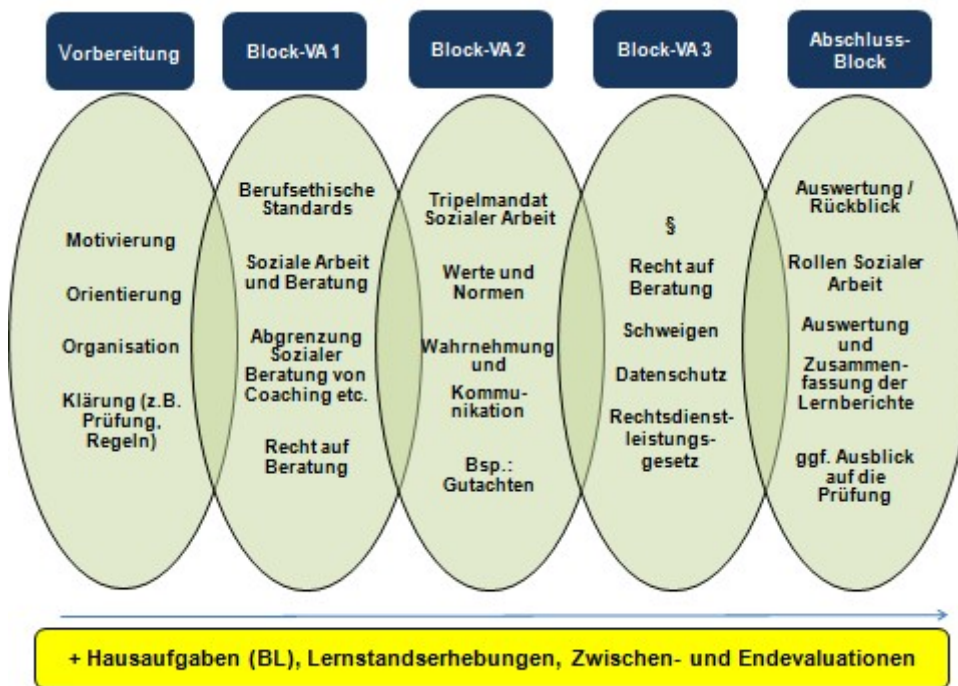 Vorbereitung
Block-VA 1
Block-VA 2
Block-VA 3
Abschluss-
Block
Motivierung
Orientierung
Organisation
Klärung (z.B.
Prüfung,
Regeln)
Berufsethische
Standards
Soziale Arbeit
und Beratung
Abgrenzung
Sozialer
Beratung von
Coaching etc.
Recht auf
Beratung
Tripelmandat
Sozialer Arbeit
Werte und
Normen
Wahrnehmung
und
Kommu-
nikation
Bsp.:
Gutachten
§
Recht auf
Beratung
Schweigen
Datenschutz
Rechtsdienst-
leistungs-
gesetz
Auswertung /
Rückblick
Rollen Sozialer
Arbeit
Auswertung
und
Zusammen-
fassung der
Lernberichte
ggf. Ausblick
auf die
Prüfung
+ Hausaufgaben (BL), Lernstandserhebungen, Zwischen- und Endevaluationen